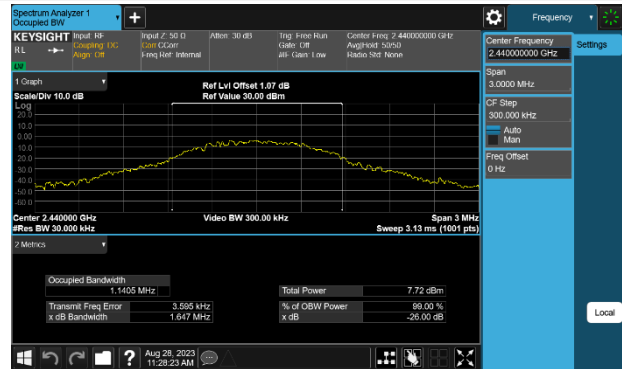 Spectrum Analyzer 1
Occupied BW
+
Frequency
KEYSIGHT
RL
Input: RF
Coupling: DC
Align: Off
Input Z: 50 Ω
Corr CCorr
Freq Ref: Internal
Atten: 30 dB
Trig: Free Run
Gate: Off
#IF Gain: Low
Center Freq: 2.440000000 GHz
Avg|Hold: 50/50
Radio Std: None
LW
1 Graph
Scale/Div 10.0 dB
Ref Lvl Offset 1.07 dB
Ref Value 30.00 dBm
Log
20.0
10.0
0.00
-10.0
-20.0
-30.0
-40.0
-50.0
-60.0
Center 2.440000 GHz
#Res BW 30.000 kHz
Video BW 300.00 kHz
Span 3 MHz
Sweep 3.13 ms (1001 pts)
2 Metrics
Occupied Bandwidth
1.1405 MHz
Transmit Freq Error 3.595 kHz
x dB Bandwidth 1.647 MHz
Total Power 7.72 dBm
% of OBW Power 99.00 %
x dB -26.00 dB
Center Frequency
2.440000000 GHz
Settings
Span
3.0000 MHz
CF Step
300.000 kHz
Auto
Man
Freq Offset
0 Hz
Local
?
Aug 28, 2023
11:28:23 AM